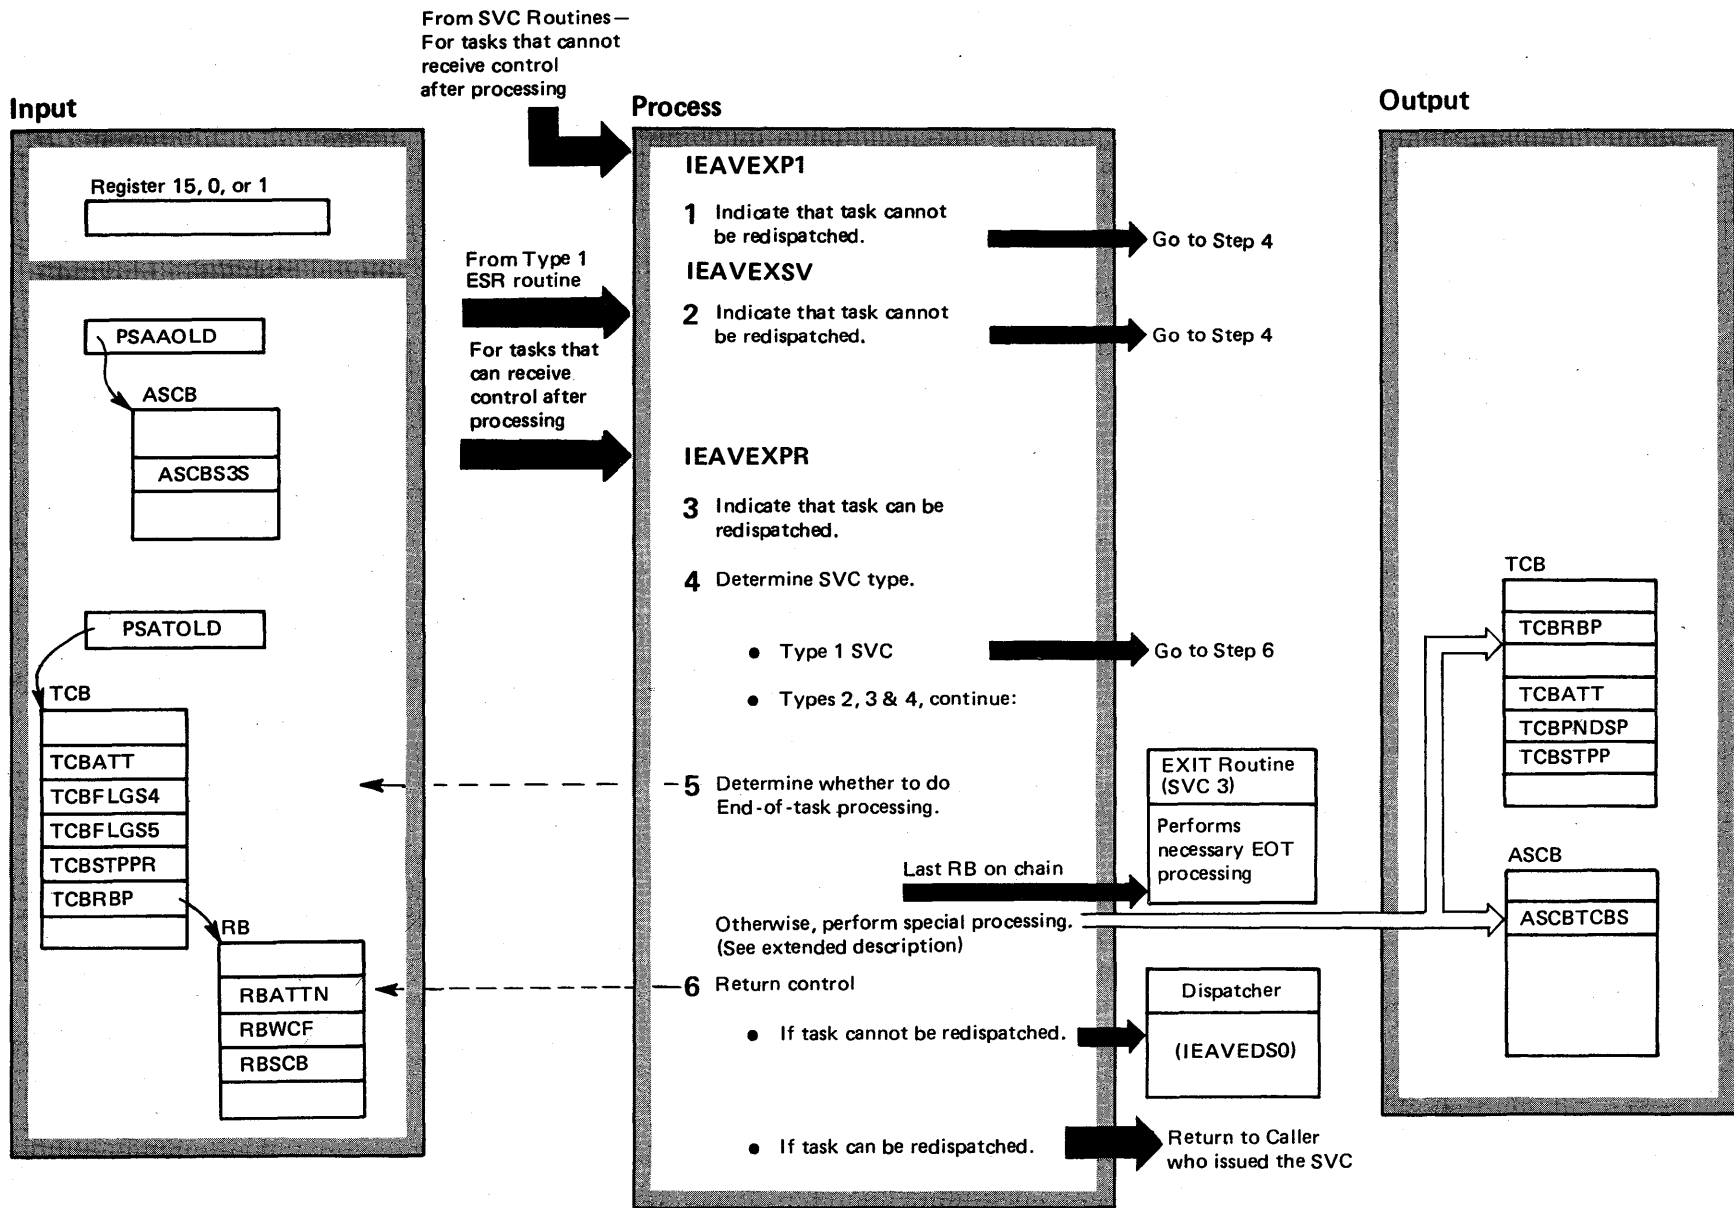 From SVC Routines—
For tasks that cannot
receive control
after processing
Input
Register 15, 0, or 1
PSAAOLD
ASCB
ASCBS3S
PSATOLD
TCB
TCBATT
TCBFLGS4
TCBFLGS5
TCBSTPPR
TCBRBP
RB
RBATTN
RBWCF
RBSCB
From Type 1
ESR routine
For tasks that
can receive
control after
processing
Process
IEAVEXP1
1 Indicate that task cannot
be redispatched.
Go to Step 4
IEAVEXSV
2 Indicate that task cannot
be redispatched.
Go to Step 4
IEAVEXPR
3 Indicate that task can be
redispatched.
4 Determine SVC type.
• Type 1 SVC
Go to Step 6
• Types 2, 3 & 4, continue:
5 Determine whether to do
End-of-task processing.
Last RB on chain
EXIT Routine
(SVC 3)
Performs
necessary EOT
processing
Otherwise, perform special processing.
(See extended description)
6 Return control
• If task cannot be redispatched.
Dispatcher
(IEAVEDS0)
• If task can be redispatched.
Return to Caller
who issued the SVC
Output
TCB
TCBRBP
TCBATT
TCBPNDSP
TCBSTPP
ASCB
ASCBTCBS